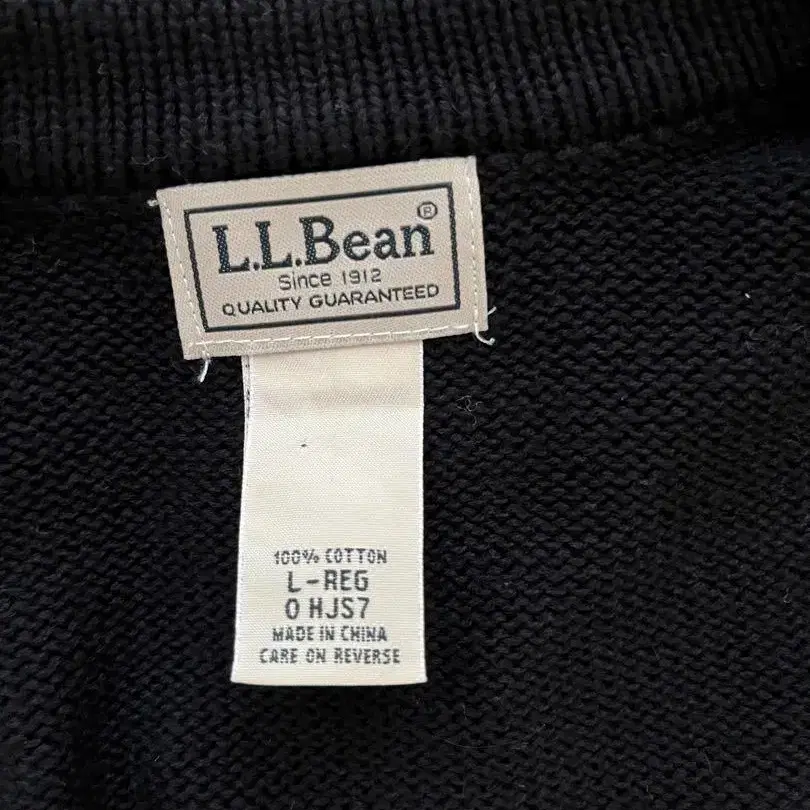 L.L.Bean®
Since 1912
QUALITY GUARANTEED
100% COTTON
L-REG
0 HJS7
MADE IN CHINA
CARE ON REVERSE